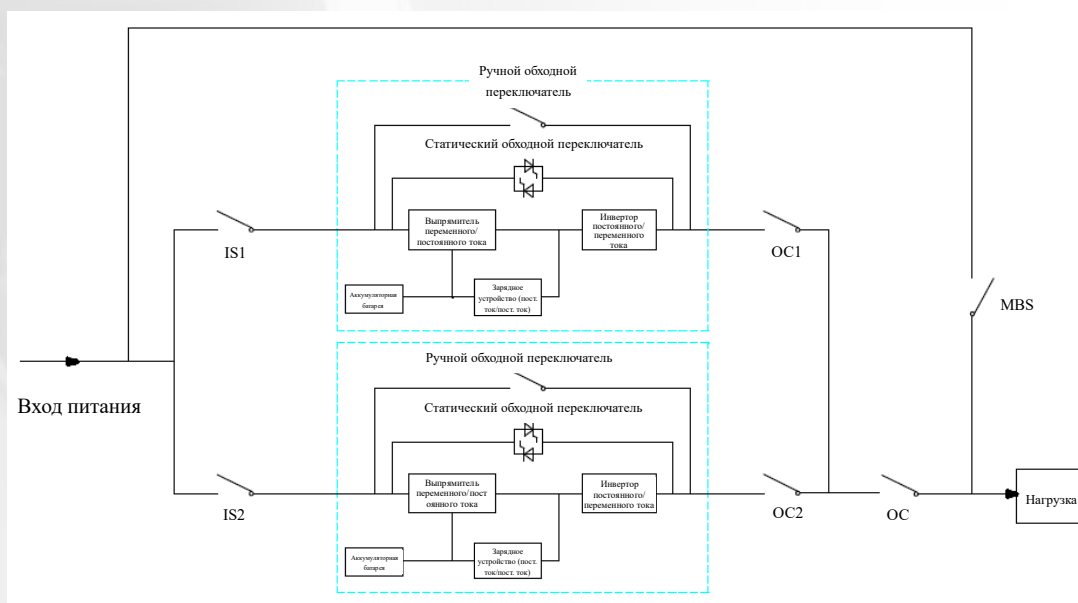 Ручной обходной
переключатель
Статический обходной переключатель
Выпрямитель
переменного/
постоянного тока
Инвертор
постоянного/
переменного
тока
IS1
OC1
Аккумуляторная
батарея
Зарядное
устройство (пост.
ток/пост. ток)
MBS
Ручной обходной переключатель
Вход питания
Статический обходной переключатель
Выпрямитель
переменного/пост
оянного тока
Инвертор
постоянного/
переменного тока
Нагрузка
IS2
OC2
OC
Аккумуляторная
батарея
Зарядное
устройство (пост.
ток/пост. ток)